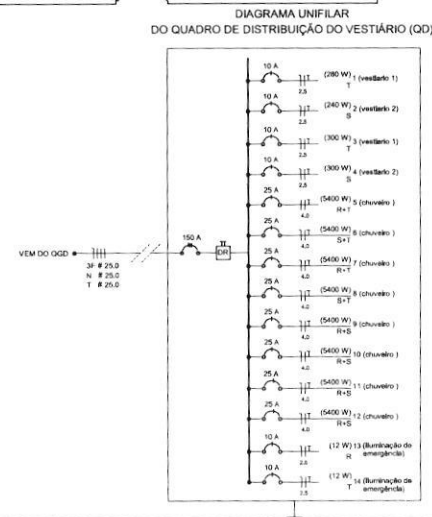 DIAGRAMA UNIFILAR
DO QUADRO DE DISTRIBUIÇÃO DO VESTIÁRIO (QD)
10 A
(280 W) 1 (vestiario 1)
2,5 T
10 A
(240 W) 2 (vestiario 2)
2,5 S
10 A
(300 W) 3 (vestiario 1)
2,5 T
10 A
(300 W) 4 (vestiario 2)
2,5 S
25 A
(5400 W) 5 (chuveiro )
4,0 R+T
25 A
(5400 W) 6 (chuveiro )
4,0 S+T
25 A
(5400 W) 7 (chuveiro )
4,0 R+T
25 A
(5400 W) 8 (chuveiro )
4,0 S+T
25 A
(5400 W) 9 (chuveiro )
4,0 R+S
25 A
(5400 W) 10 (chuveiro )
4,0 R+S
25 A
(5400 W) 11 (chuveiro )
4,0 R+S
25 A
(5400 W) 12 (chuveiro )
4,0 R+S
10 A
(12 W) 13 (Iluminação de
2,5 R emergência)
10 A
(12 W) 14 (Iluminação de
2,5 T emergência)
150 A
DR
VEM DO QGD
3F # 25.0
N # 25.0
T # 25.0